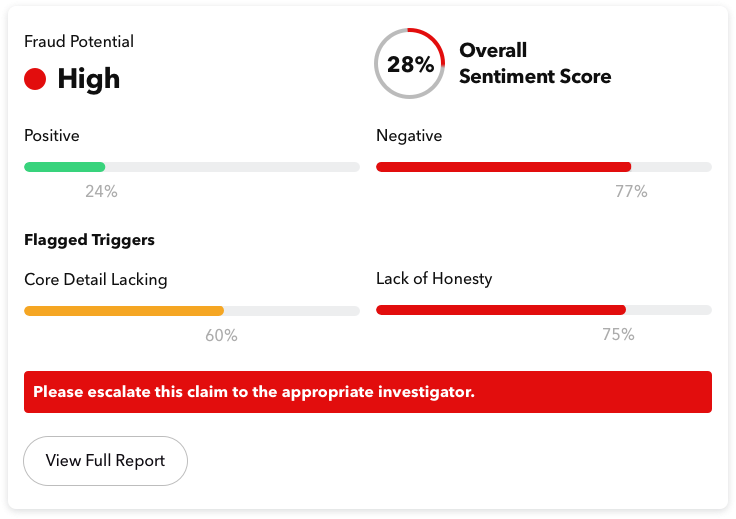 Fraud Potential
High
28%
Overall
Sentiment Score
Positive
24%
Negative
77%
Flagged Triggers
Core Detail Lacking
60%
Lack of Honesty
75%
Please escalate this claim to the appropriate investigator.
View Full Report